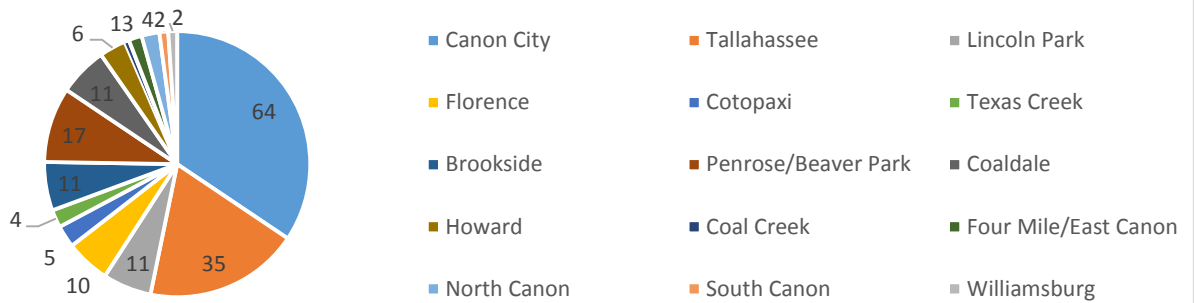 13 42 2
6
11
64
17
11
4
5
10
11
35
Canon City Tallahassee Lincoln Park
Florence Cotopaxi Texas Creek
Brookside Penrose/Beaver Park Coaldale
Howard Coal Creek Four Mile/East Canon
North Canon South Canon Williamsburg